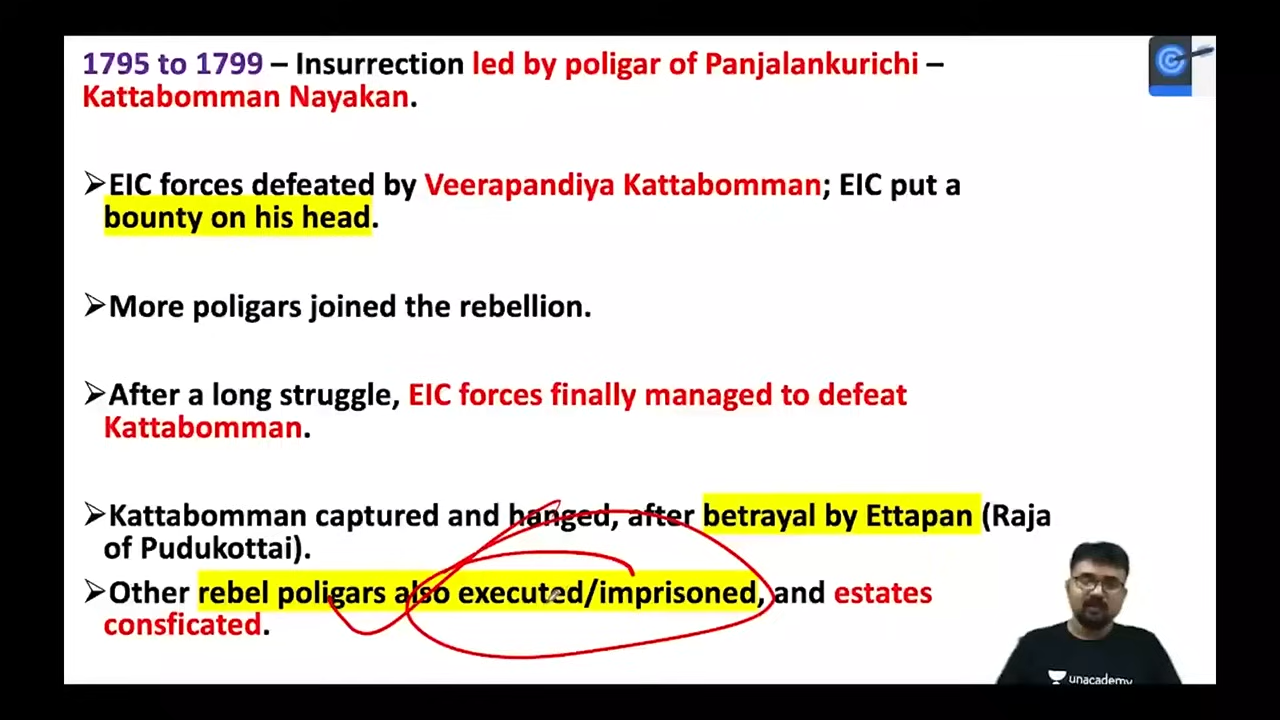 1795 to 1799 – Insurrection led by poligar of Panjalankurichi –
Kattabomman Nayakan.
➢EIC forces defeated by Veerapandiya Kattabomman; EIC put a
bounty on his head.
➢More poligars joined the rebellion.
➢After a long struggle, EIC forces finally managed to defeat
Kattabomman.
➢Kattabomman captured and hanged, after betrayal by Ettapan (Raja
of Pudukottai).
➢Other rebel poligars also executed/imprisoned, and estates
consficated.
unacademy